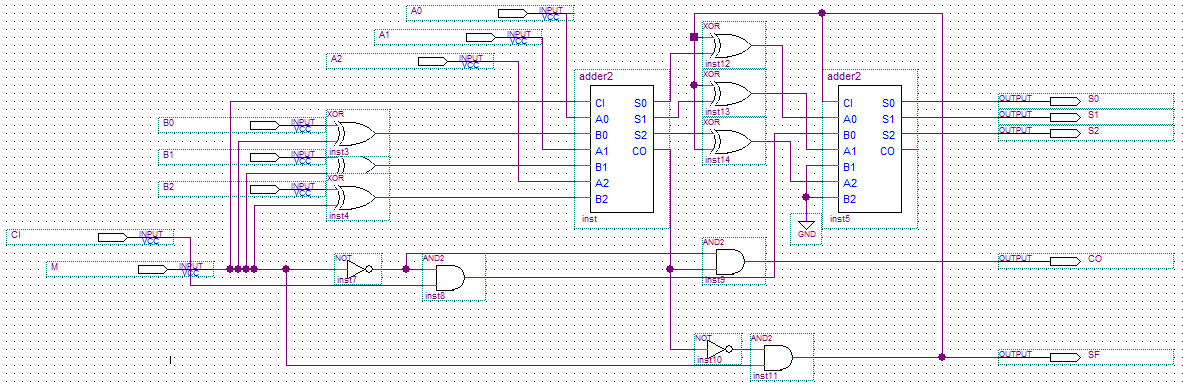 A0 INPUT VCC
A1 INPUT VCC
A2 INPUT VCC
XOR
inst12
adder2
adder2
XOR
inst13
CI S0
A0 S1
B0 S2
A1 CO
B1
A2
B2
inst
CI S0
A0 S1
B0 S2
A1 CO
B1
A2
B2
inst5
OUTPUT S0
OUTPUT S1
OUTPUT S2
XOR
inst14
B0 INPUT VCC
XOR
inst3
B1 INPUT VCC
B2 INPUT VCC
XOR
inst4
GND
CI INPUT VCC
M INPUT VCC
NOT
inst7
AND2
inst8
AND2
inst9
OUTPUT CO
NOT
inst10
AND2
inst11
OUTPUT SF